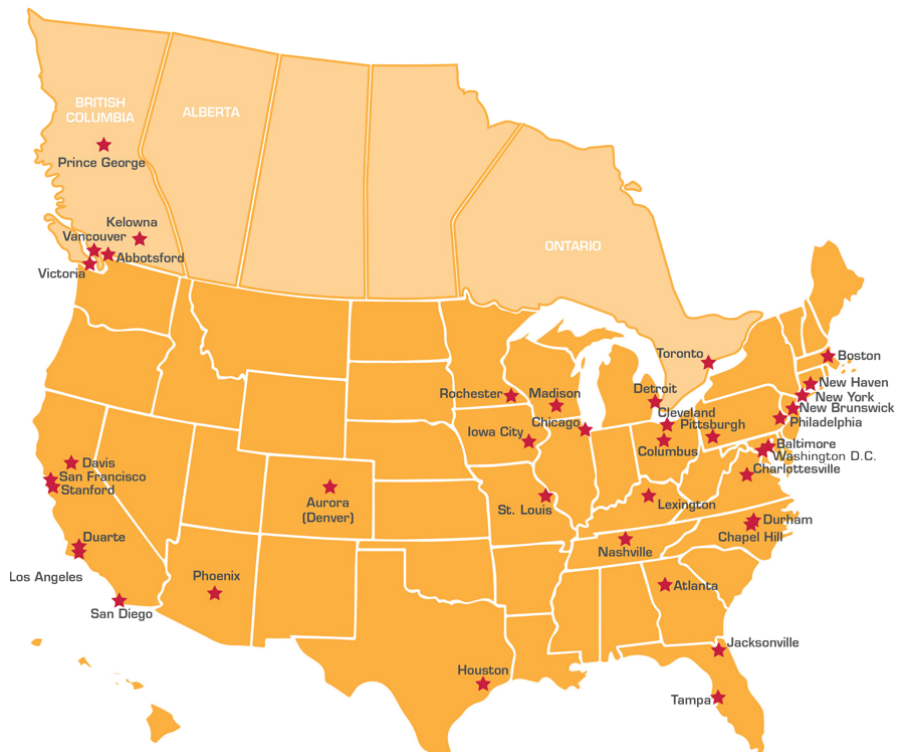 BRITISH
COLUMBIA
ALBERTA
Prince George
Kelowna
Vancouver
Abbotsford
Victoria
ONTARIO
Toronto
Boston
Rochester
Madison
Detroit
New Haven
New York
Cleveland
New Brunswick
Chicago
Pittsburgh
Philadelphia
Iowa City
Columbus
Baltimore
Washington D.C.
Davis
San Francisco
Stanford
Charlottesville
Aurora
(Denver)
St. Louis
Lexington
Durham
Chapel Hill
Duarte
Nashville
Los Angeles
Phoenix
Atlanta
San Diego
Jacksonville
Houston
Tampa